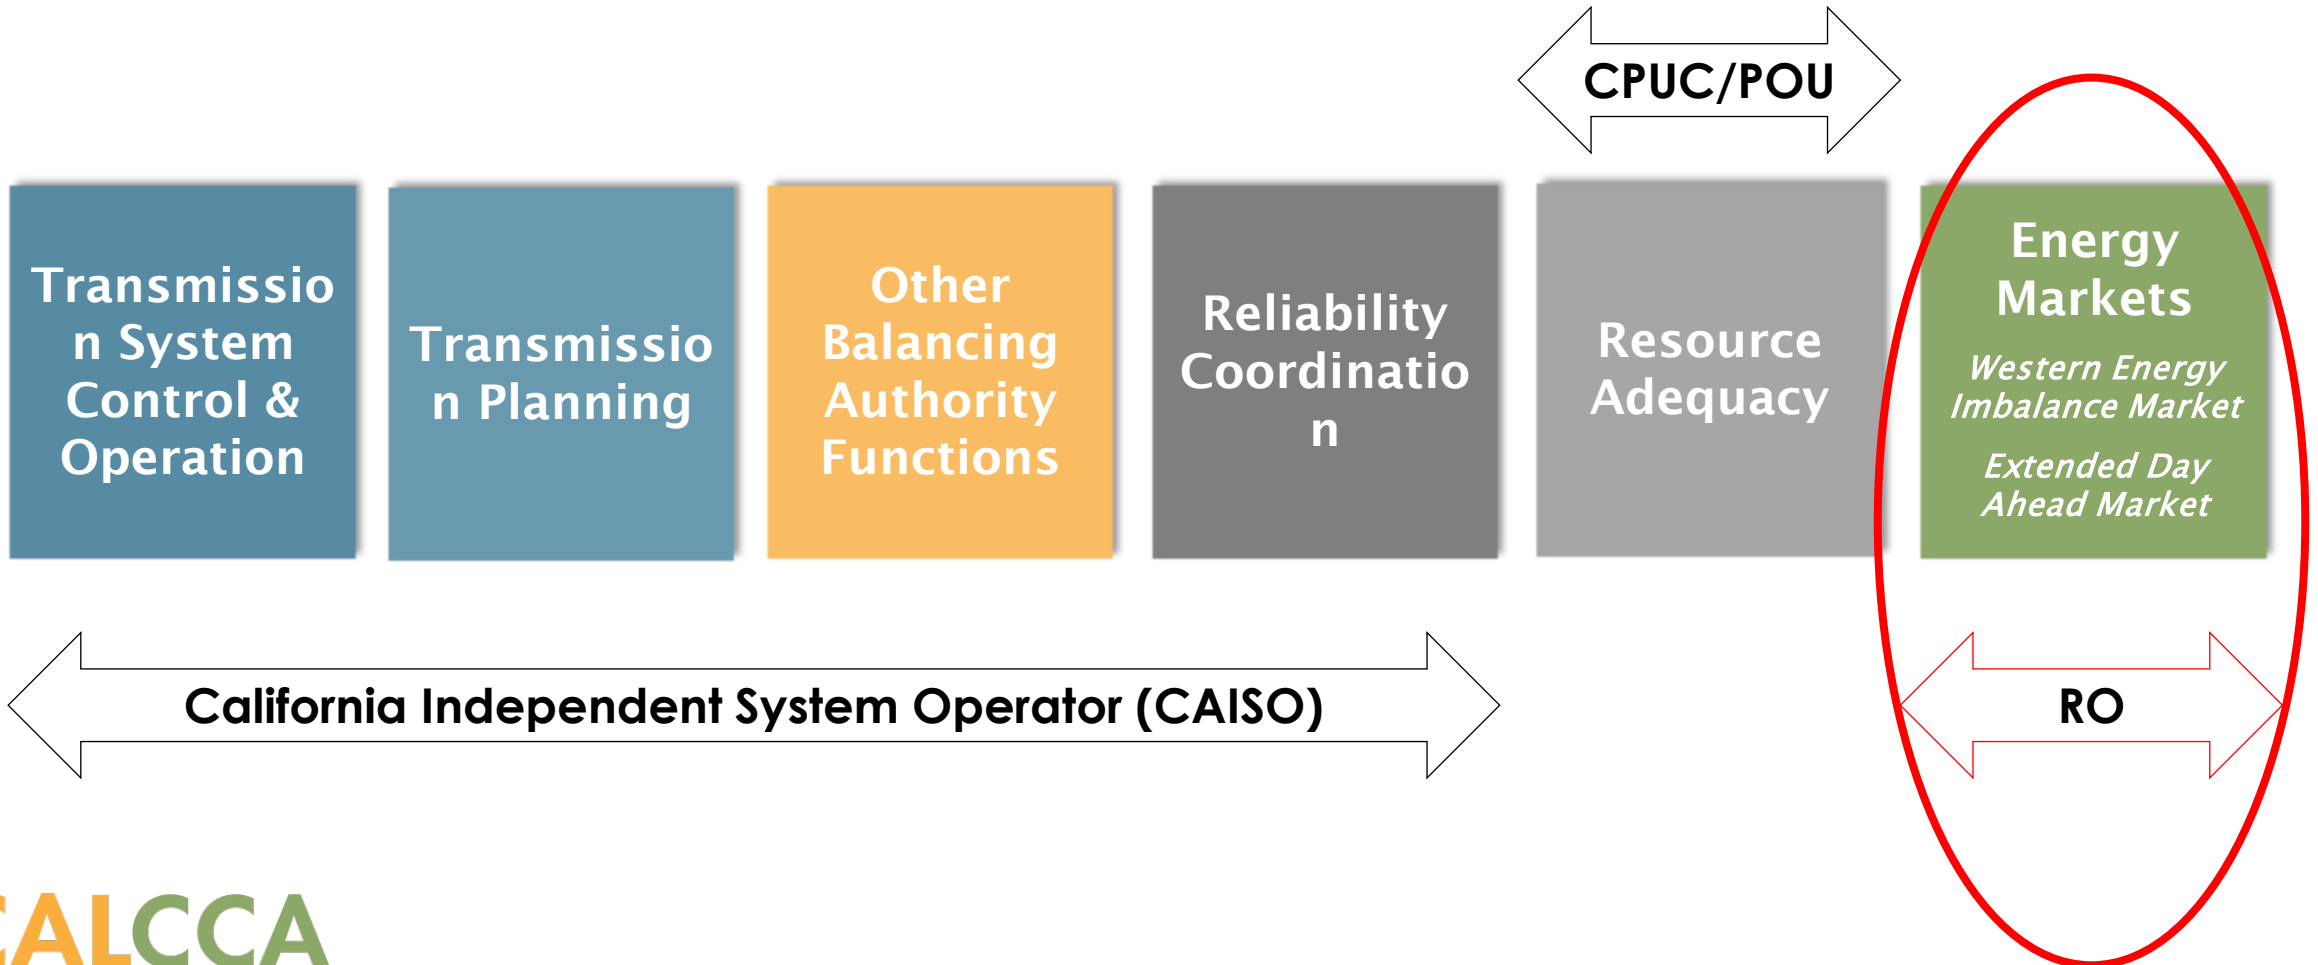 CPUC/POU
Transmissio
n System
Control &
Operation
Transmissio
n Planning
Other
Balancing
Authority
Functions
Reliability
Coordinatio
n
Resource
Adequacy
Energy
Markets
Western Energy
Imbalance Market
Extended Day
Ahead Market
California Independent System Operator (CAISO)
RO
CALCCA